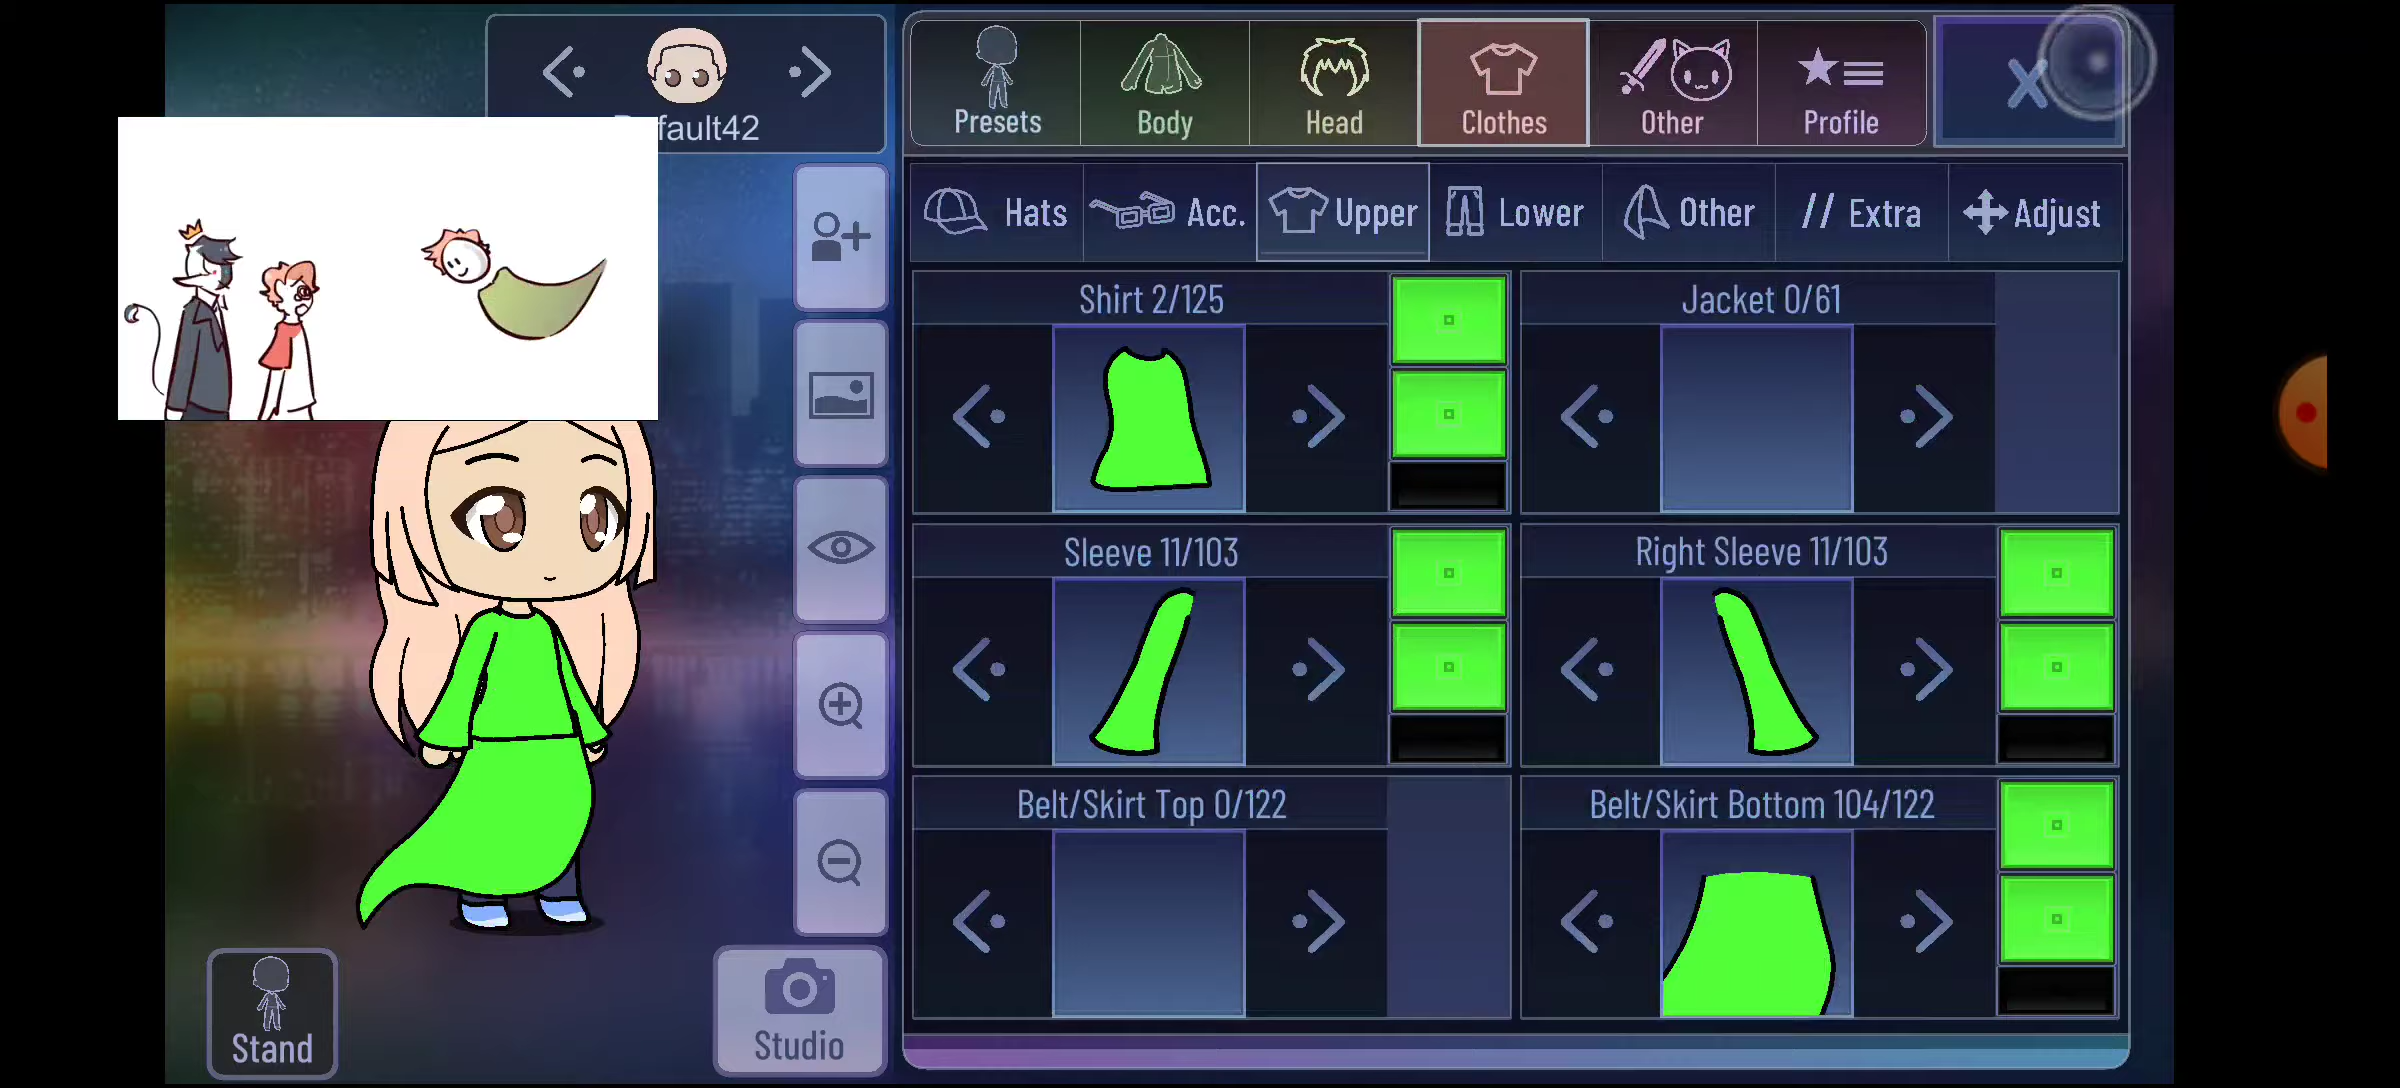 fault42
Presets
Body
Head
Clothes
Other
Profile
X
Hats
Acc.
Upper
Lower
Other
// Extra
Adjust
Shirt 2/125
Jacket 0/61
Sleeve 11/103
Right Sleeve 11/103
Belt/Skirt Top 0/122
Belt/Skirt Bottom 104/122
Stand
Studio